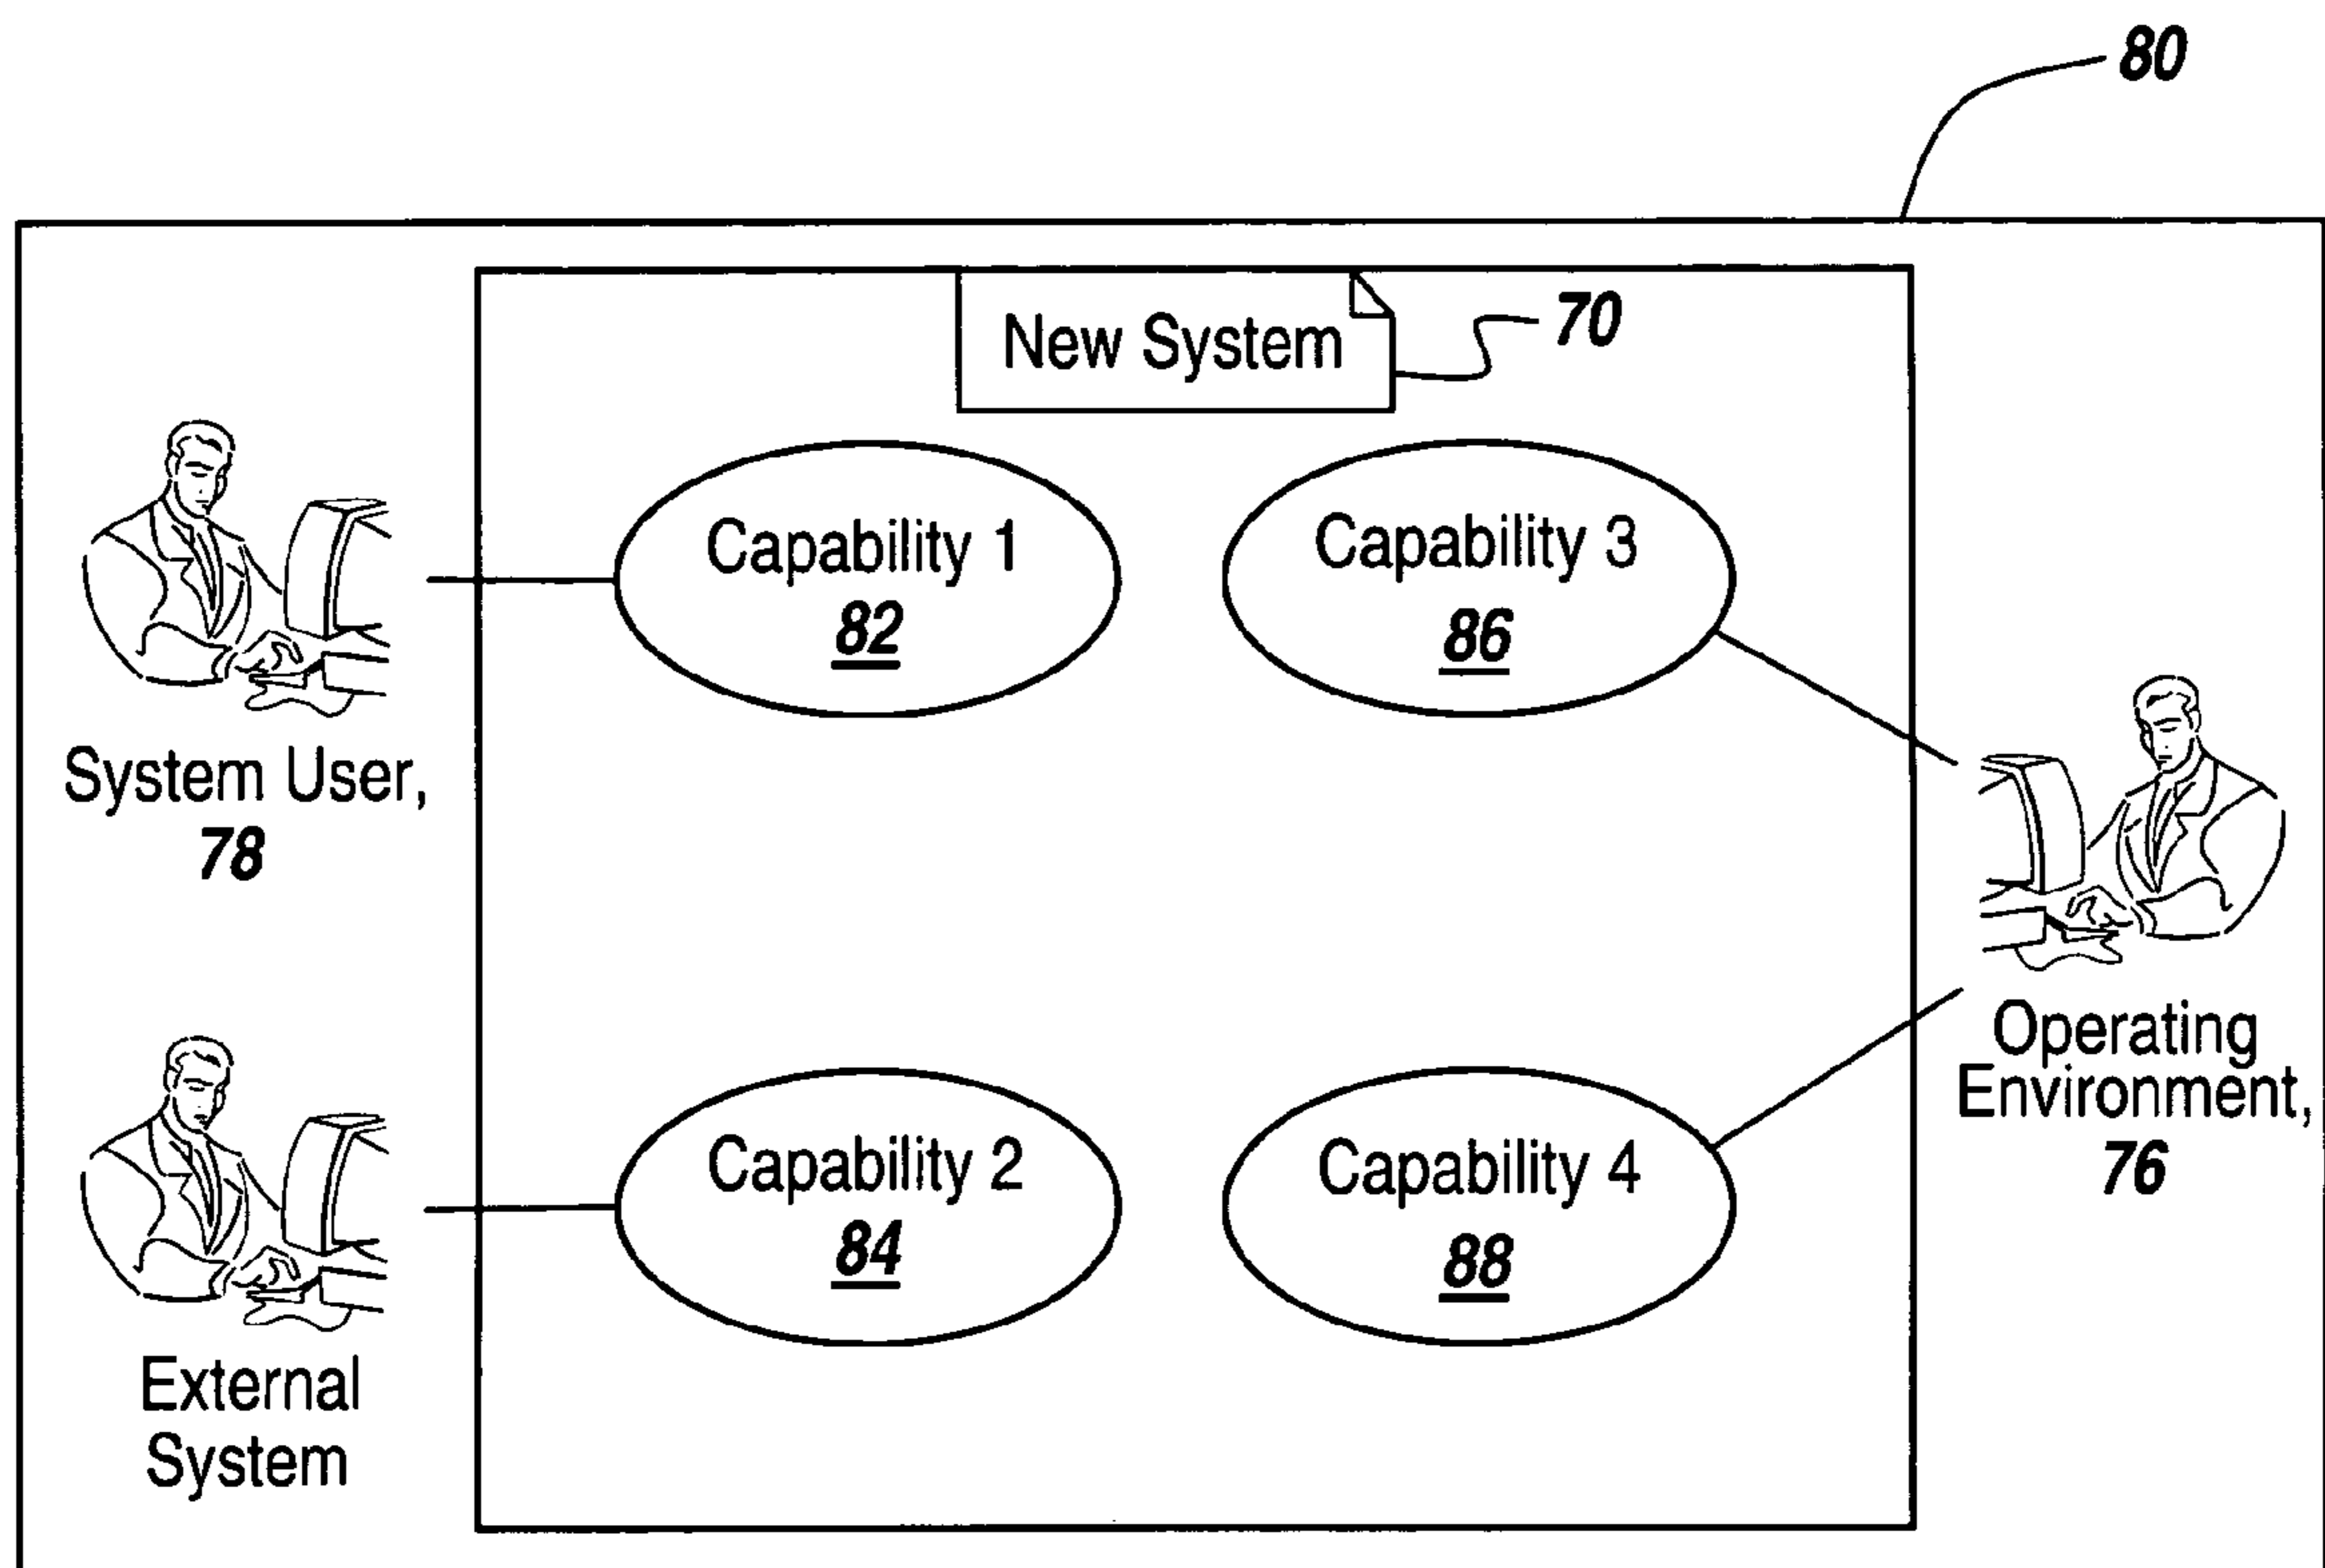 80
New System
70
Capability 1
82
Capability 3
86
System User,
78
Operating
Environment,
76
Capability 2
84
Capability 4
88
External
System